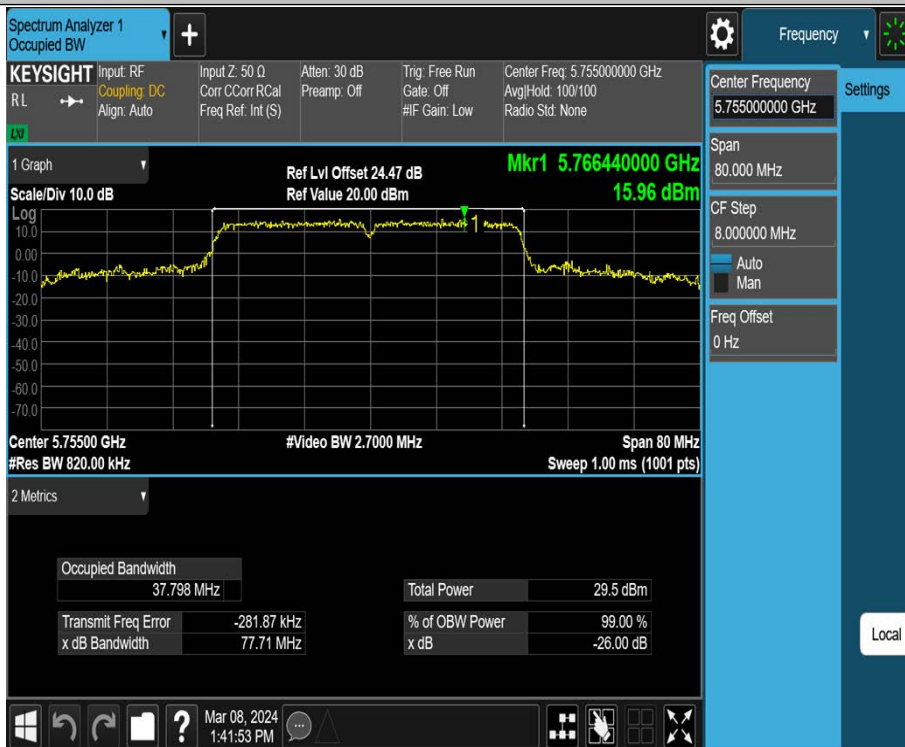 Spectrum Analyzer 1
Occupied BW
+
Frequency
KEYSIGHT
RL
LXI
Input: RF
Coupling: DC
Align: Auto
Input Z: 50 Ω
Corr CCorr RCal
Freq Ref: Int (S)
Atten: 30 dB
Preamp: Off
Trig: Free Run
Gate: Off
#IF Gain: Low
Center Freq: 5.755000000 GHz
Avg|Hold: 100/100
Radio Std: None
Center Frequency
5.755000000 GHz
Settings
Span
80.000 MHz
CF Step
8.000000 MHz
Auto
Man
Freq Offset
0 Hz
Local
1 Graph
Scale/Div 10.0 dB
Ref Lvl Offset 24.47 dB
Ref Value 20.00 dBm
Mkr1 5.766440000 GHz
15.96 dBm
Log
10.0
0.00
-10.0
-20.0
-30.0
-40.0
-50.0
-60.0
-70.0
1
Center 5.75500 GHz
#Video BW 2.7000 MHz
Span 80 MHz
#Res BW 820.00 kHz
Sweep 1.00 ms (1001 pts)
2 Metrics
Occupied Bandwidth
37.798 MHz
Total Power 29.5 dBm
Transmit Freq Error -281.87 kHz
% of OBW Power 99.00 %
x dB Bandwidth 77.71 MHz
x dB -26.00 dB
?
Mar 08, 2024
1:41:53 PM